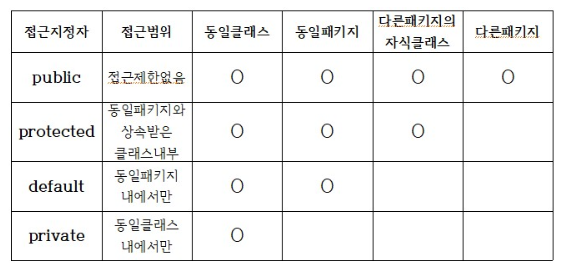 접근지정자 접근범위 동일클래스 동일패키지 다른패키지의 자식클래스 다른패키지
public 접근제한없음 O O O O
protected 동일패키지와 상속받은 클래스내부 O O O
default 동일패키지 내에서만 O O
private 동일클래스 내에서만 O